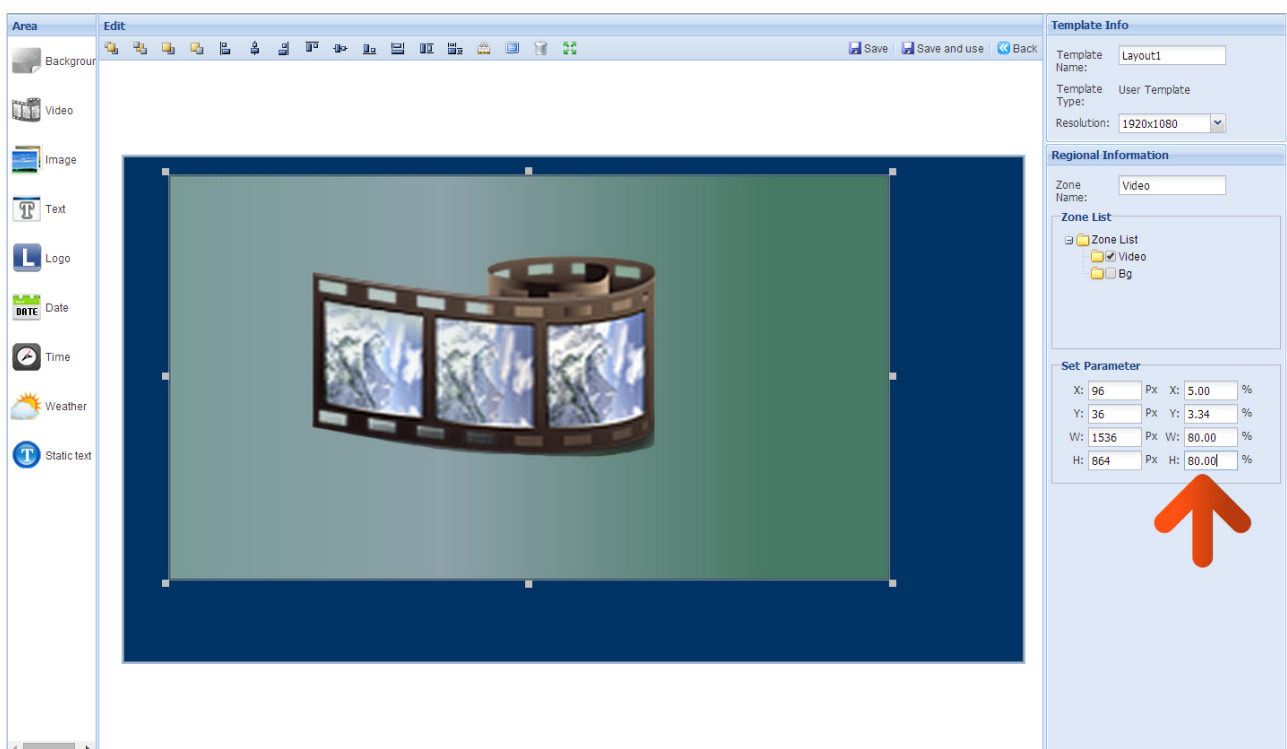 Area
Backgroun
Video
Image
Text
Logo
DATE Date
Time
Weather
Static text
Edit
Save Save and use Back
Template Info
Template Name: Layout1
Template Type: User Template
Resolution: 1920x1080
Regional Information
Zone Name: Video
Zone List
Zone List
Video
Bg
Set Parameter
X: 96 Px X: 5.00 %
Y: 36 Px Y: 3.34 %
W: 1536 Px W: 80.00 %
H: 864 Px H: 80.00 %